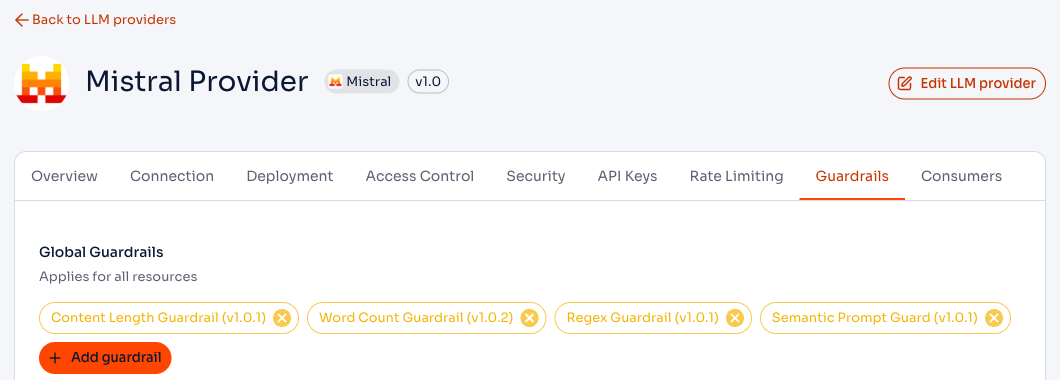 Back to LLM providers
Mistral Provider Mistral v1.0
Edit LLM provider
Overview Connection Deployment Access Control Security API Keys Rate Limiting Guardrails Consumers
Global Guardrails
Applies for all resources
Content Length Guardrail (v1.0.1) Word Count Guardrail (v1.0.2) Regex Guardrail (v1.0.1) Semantic Prompt Guard (v1.0.1)
+ Add guardrail